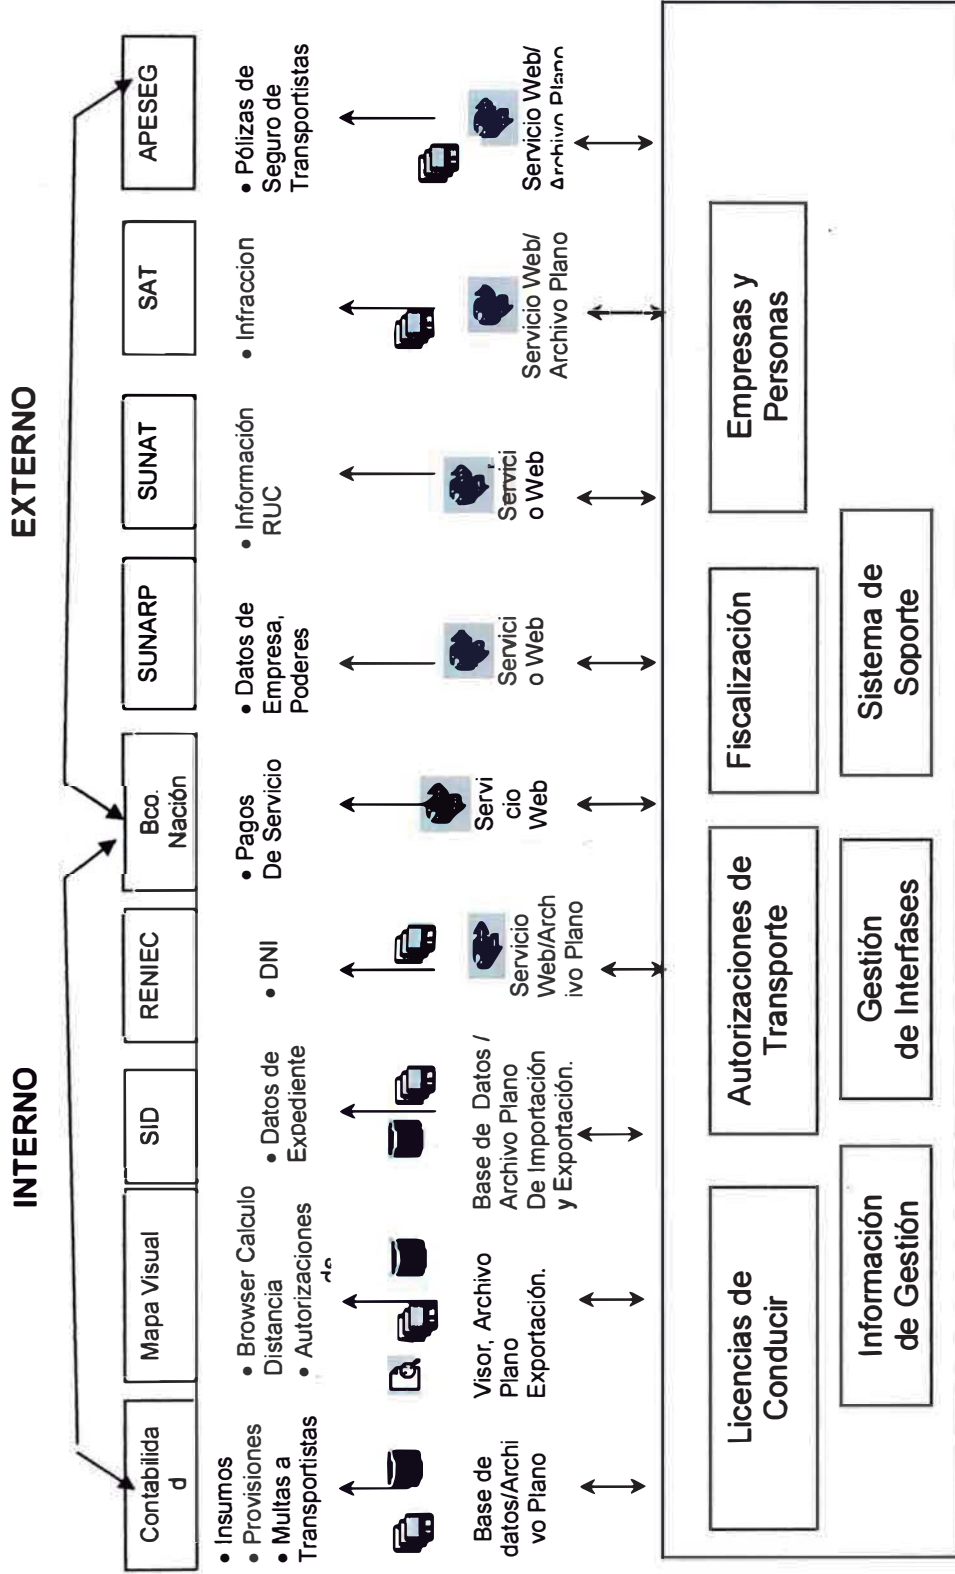 INTERNO
EXTERNO
Contabilida
d
Mapa Visual
SID
RENIEC
Bco.
Nación
SUNARP
SUNAT
SAT
APESEG
• Insumos
• Provisiones
• Multas a
Transportistas
• Browser Calculo
Distancia
• Autorizaciones
• Datos de
Expediente
• DNI
• Pagos
De Servicio
• Datos de
Empresa,
Poderes
• Información
RUC
• Infraccion
• Pólizas de
Seguro de
Transportistas
Base de
datos/Archi
vo Plano
Visor, Archivo
Plano
Exportación.
Base de Datos /
Archivo Plano
De Importación
y Exportación.
Servicio
Web/Arch
ivo Plano
Servi
cio
Web
Servici
o Web
Servici
o Web
Servicio Web/
Archivo Plano
Servicio Web/
Archivo Plano
Licencias de
Conducir
Autorizaciones de
Transporte
Fiscalización
Empresas y
Personas
Información
de Gestión
Gestión
de Interfases
Sistema de
Soporte